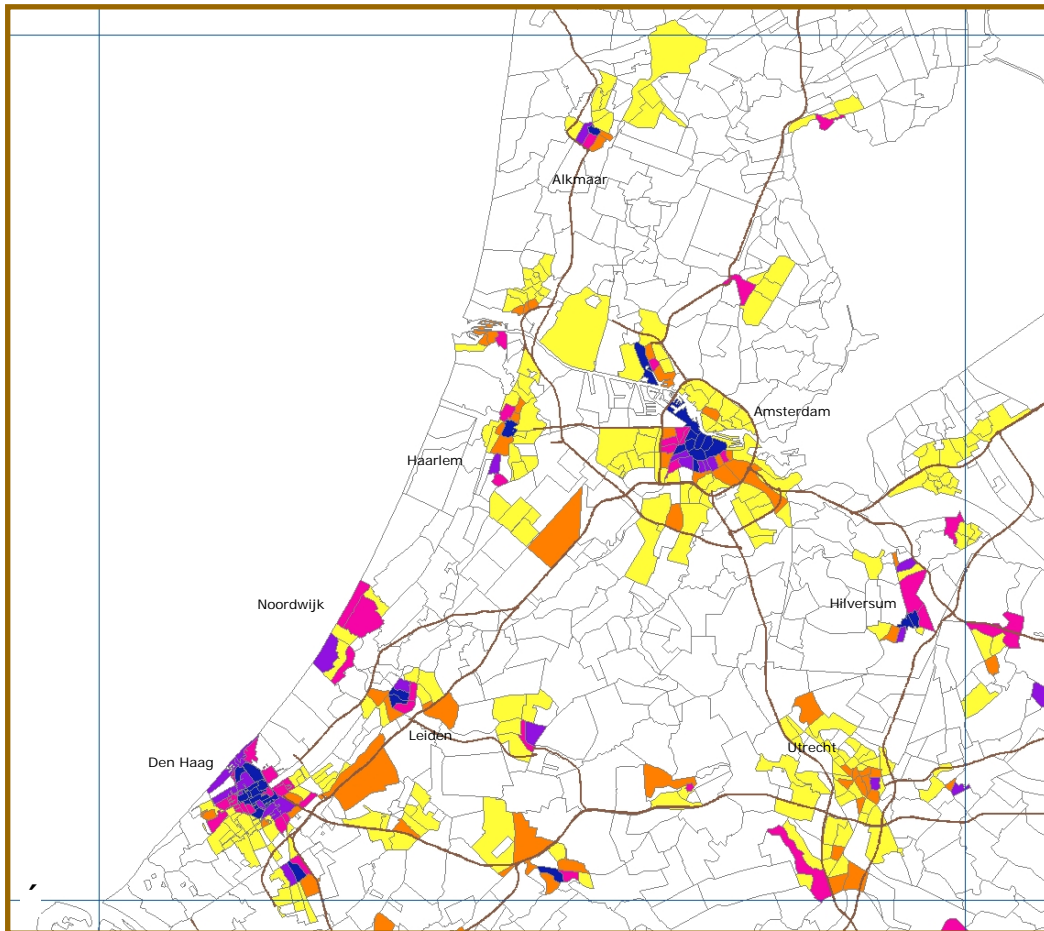 Alkmaar
Amsterdam
Haarlem
Noordwijk
Hilversum
Leiden
Utrecht
Den Haag